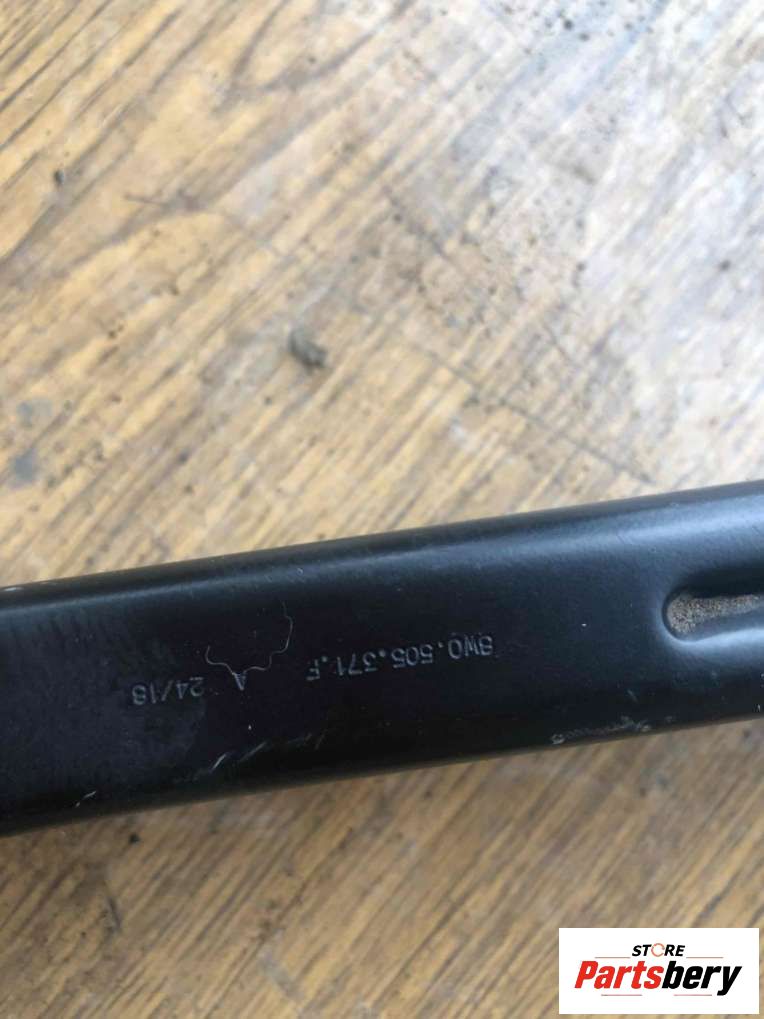 8W0.505.371.F
A 24/18
STORE
Partsbery